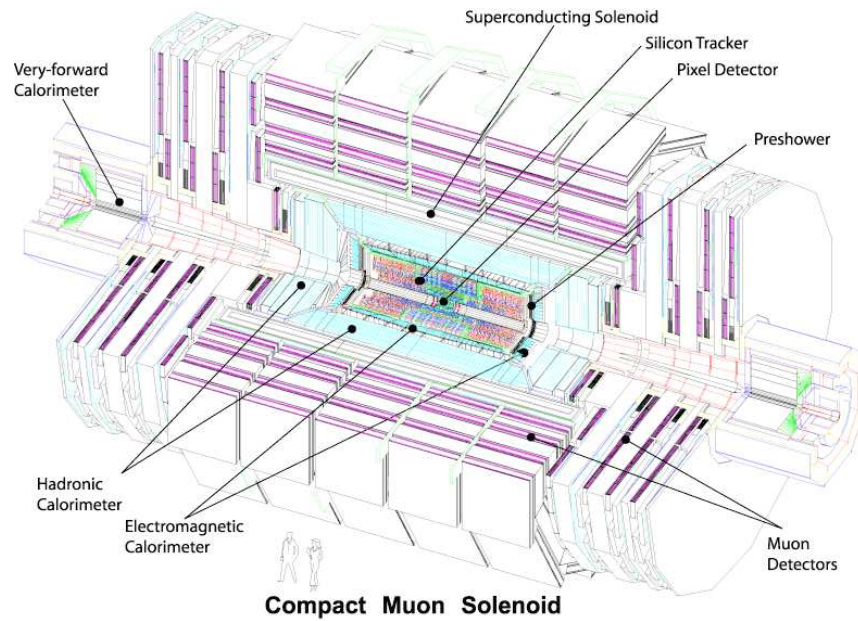 Superconducting Solenoid
Silicon Tracker
Pixel Detector
Very-forward
Calorimeter
Preshower
Hadronic
Calorimeter
Electromagnetic
Calorimeter
Muon
Detectors
Compact Muon Solenoid